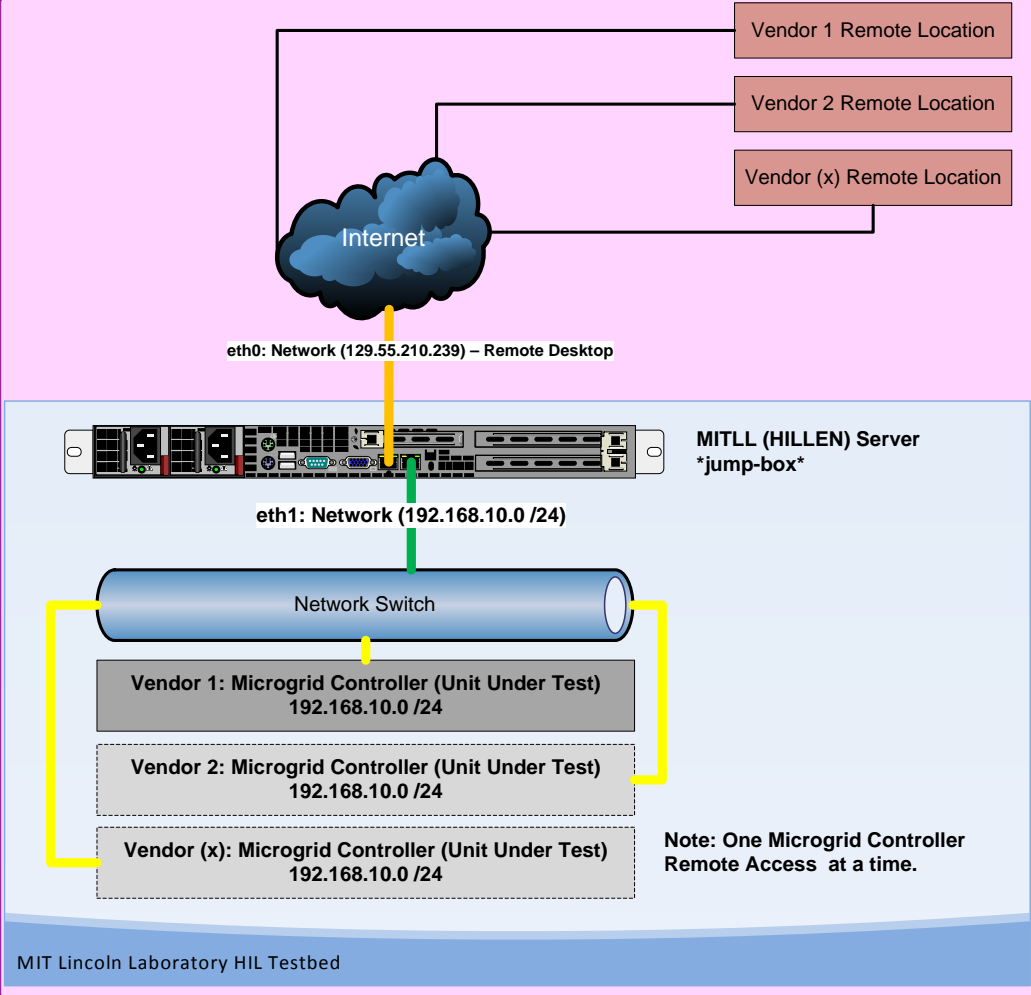 Vendor 1 Remote Location
Vendor 2 Remote Location
Vendor (x) Remote Location
Internet
eth0: Network (129.55.210.239) – Remote Desktop
MITLL (HILLEN) Server
*jump-box*
eth1: Network (192.168.10.0 /24)
Network Switch
Vendor 1: Microgrid Controller (Unit Under Test)
192.168.10.0 /24
Vendor 2: Microgrid Controller (Unit Under Test)
192.168.10.0 /24
Vendor (x): Microgrid Controller (Unit Under Test)
192.168.10.0 /24
Note: One Microgrid Controller
Remote Access  at a time.
MIT Lincoln Laboratory HIL Testbed